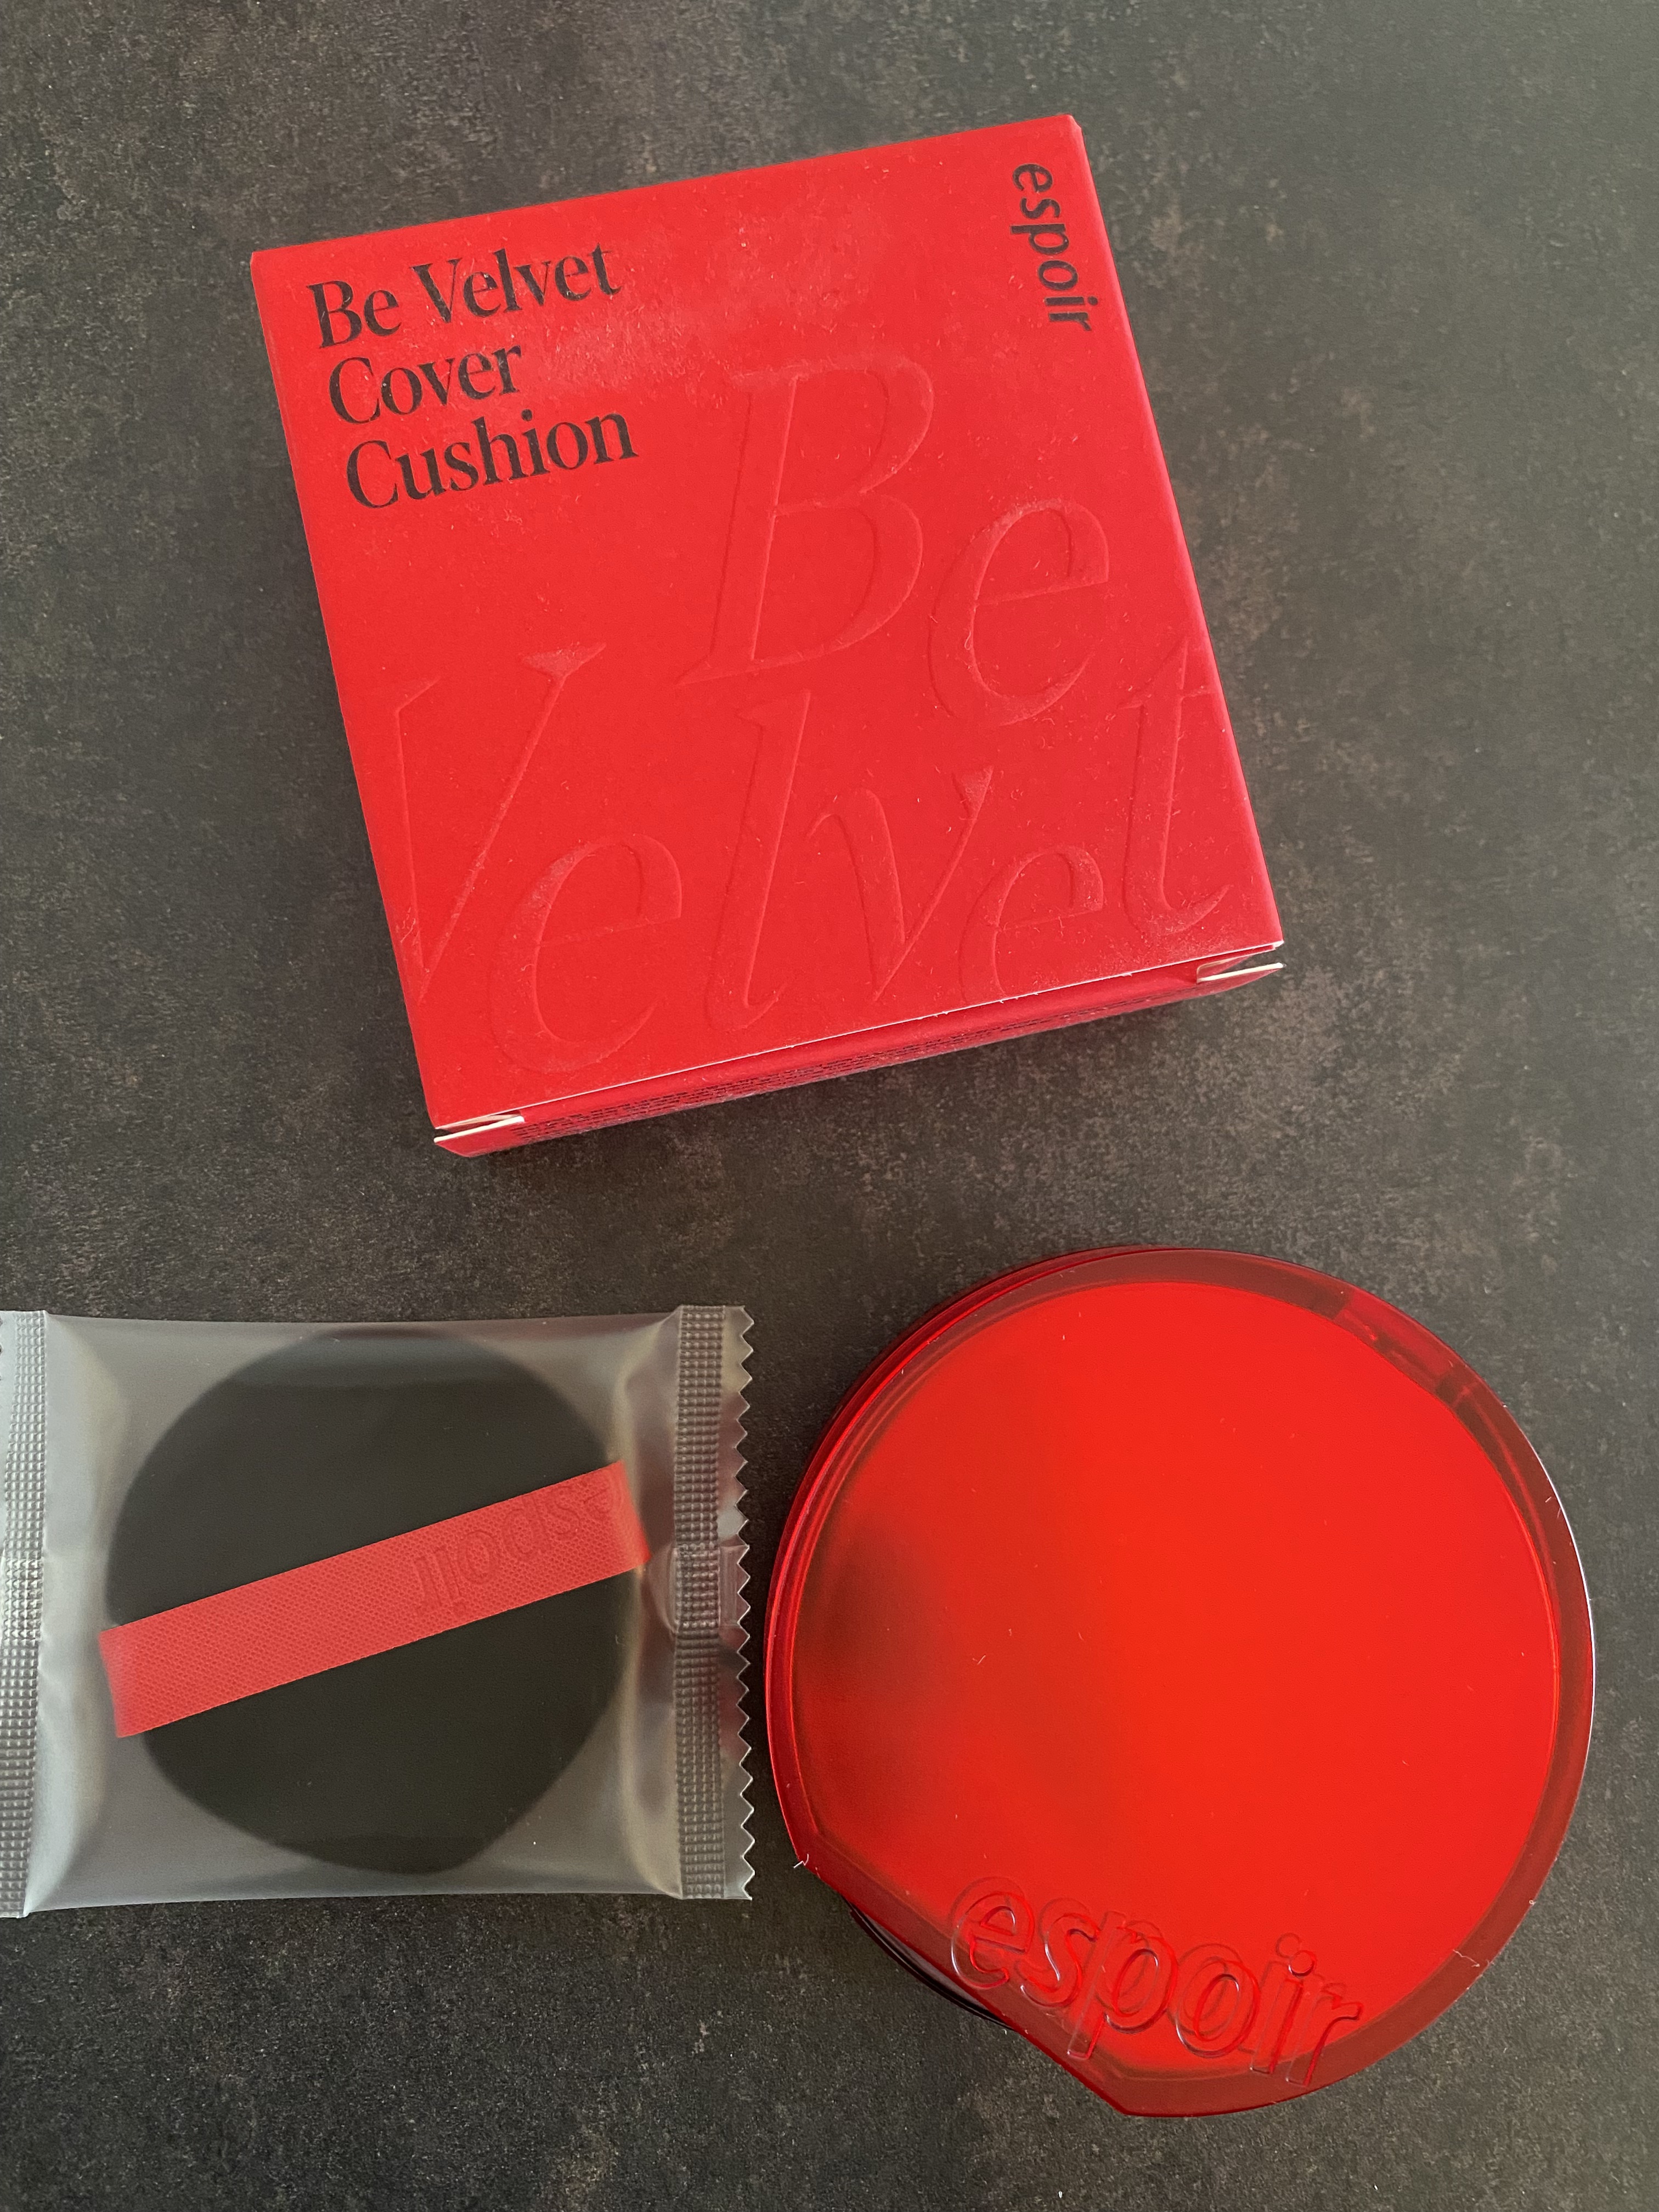 espoir
Be Velvet
Cover
Cushion
Be
Velvet
espoir
espoir